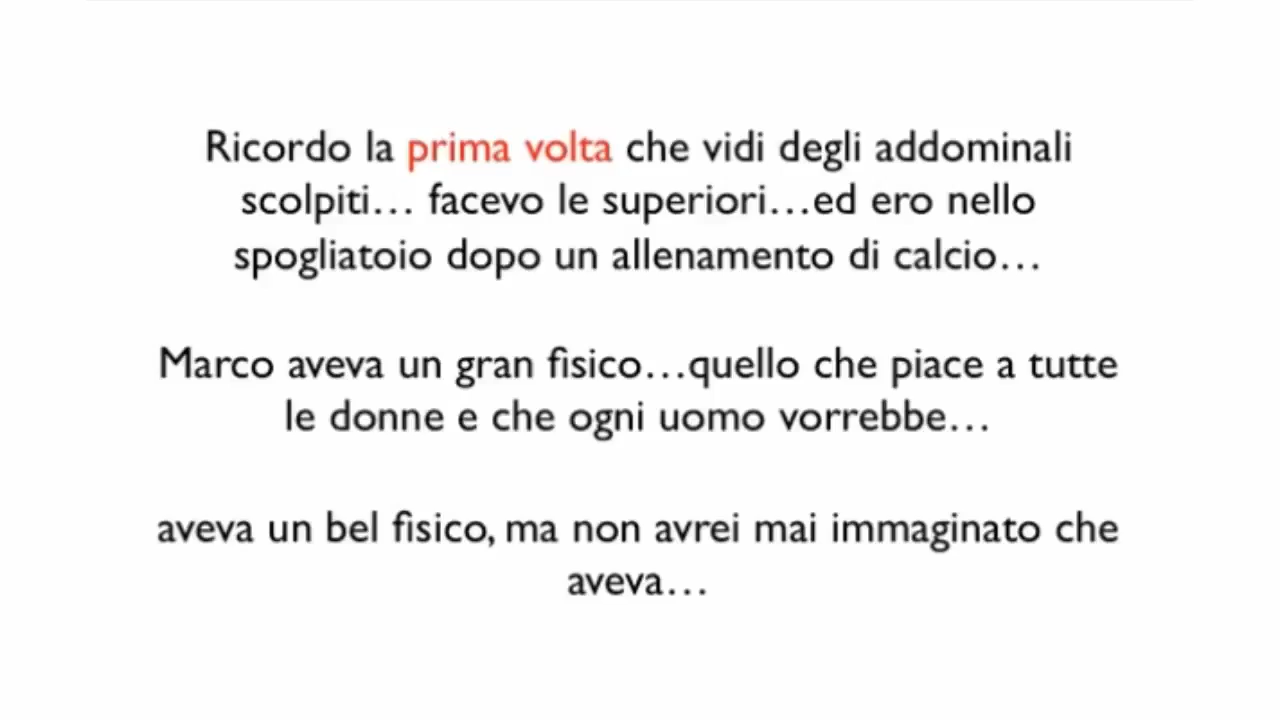 Ricordo la prima volta che vidi degli addominali
scolpiti... facevo le superiori...ed ero nello
spogliatoio dopo un allenamento di calcio...
Marco aveva un gran fisico...quello che piace a tutte
le donne e che ogni uomo vorrebbe...
aveva un bel fisico, ma non avrei mai immaginato che
aveva...